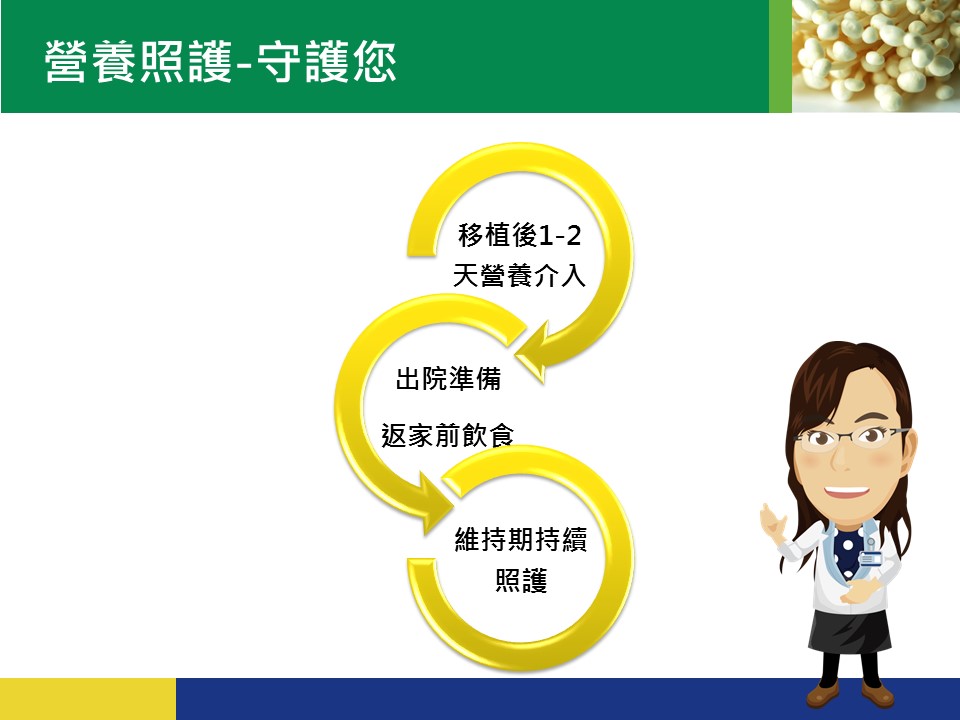 營養照護-守護您
移植後1-2
天營養介入
出院準備
返家前飲食
維持期持續
照護